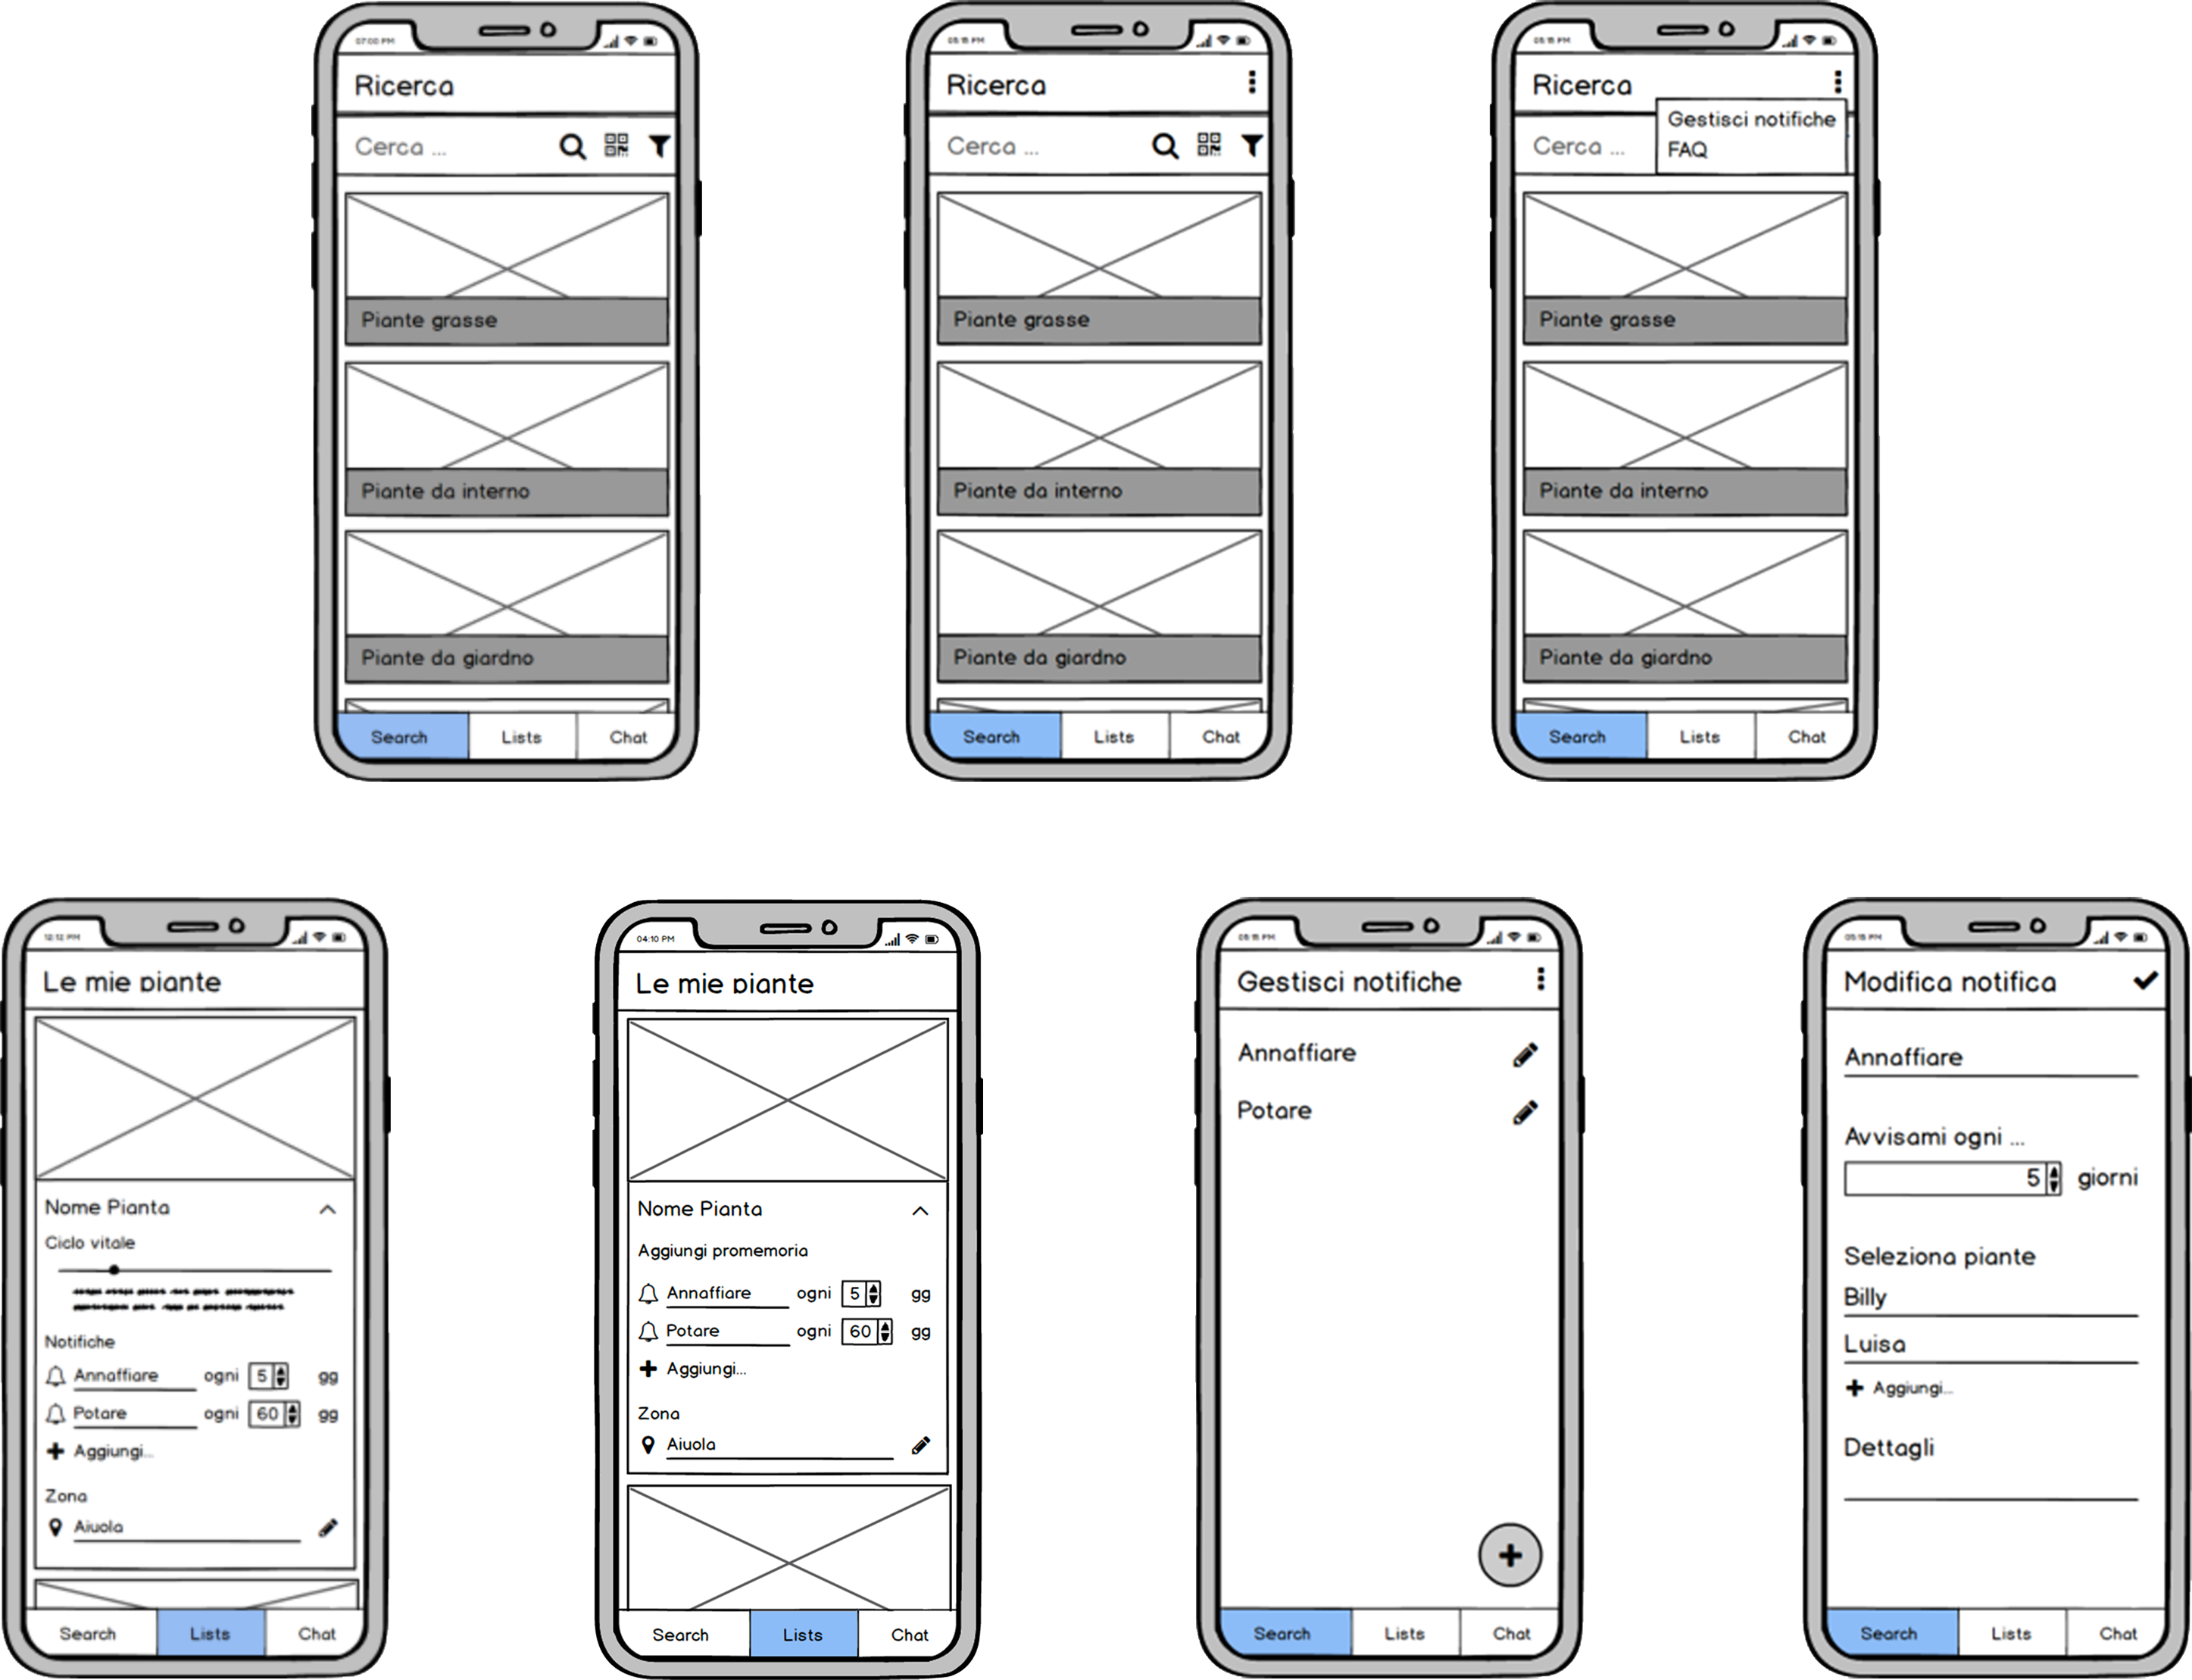 07:00 PM
Ricerca
Cerca ...
Piante grasse
Piante da interno
Piante da giardno
Search Lists Chat
05:15 PM
Ricerca
Cerca ...
Piante grasse
Piante da interno
Piante da giardno
Search Lists Chat
05:15 PM
Ricerca
Gestisci notifiche
FAQ
Cerca ...
Piante grasse
Piante da interno
Piante da giardno
Search Lists Chat
12:12 PM
Le mie piante
Nome Pianta
Ciclo vitale
Notifiche
Annaffiare ogni 5 gg
Potare ogni 60 gg
Aggiungi...
Zona
Aiuola
Search Lists Chat
04:10 PM
Le mie piante
Nome Pianta
Aggiungi promemoria
Annaffiare ogni 5 gg
Potare ogni 60 gg
Aggiungi...
Zona
Aiuola
Search Lists Chat
05:15 PM
Gestisci notifiche
Annaffiare
Potare
Search Lists Chat
05:15 PM
Modifica notifica
Annaffiare
Avvisami ogni ...
5 giorni
Seleziona piante
Billy
Luisa
Aggiungi...
Dettagli
Search Lists Chat